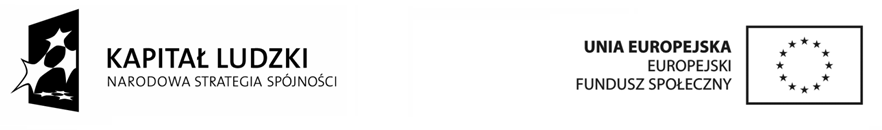 KAPITAŁ LUDZKI
NARODOWA STRATEGIA SPÓJNOŚCI
UNIA EUROPEJSKA
EUROPEJSKI
FUNDUSZ SPOŁECZNY